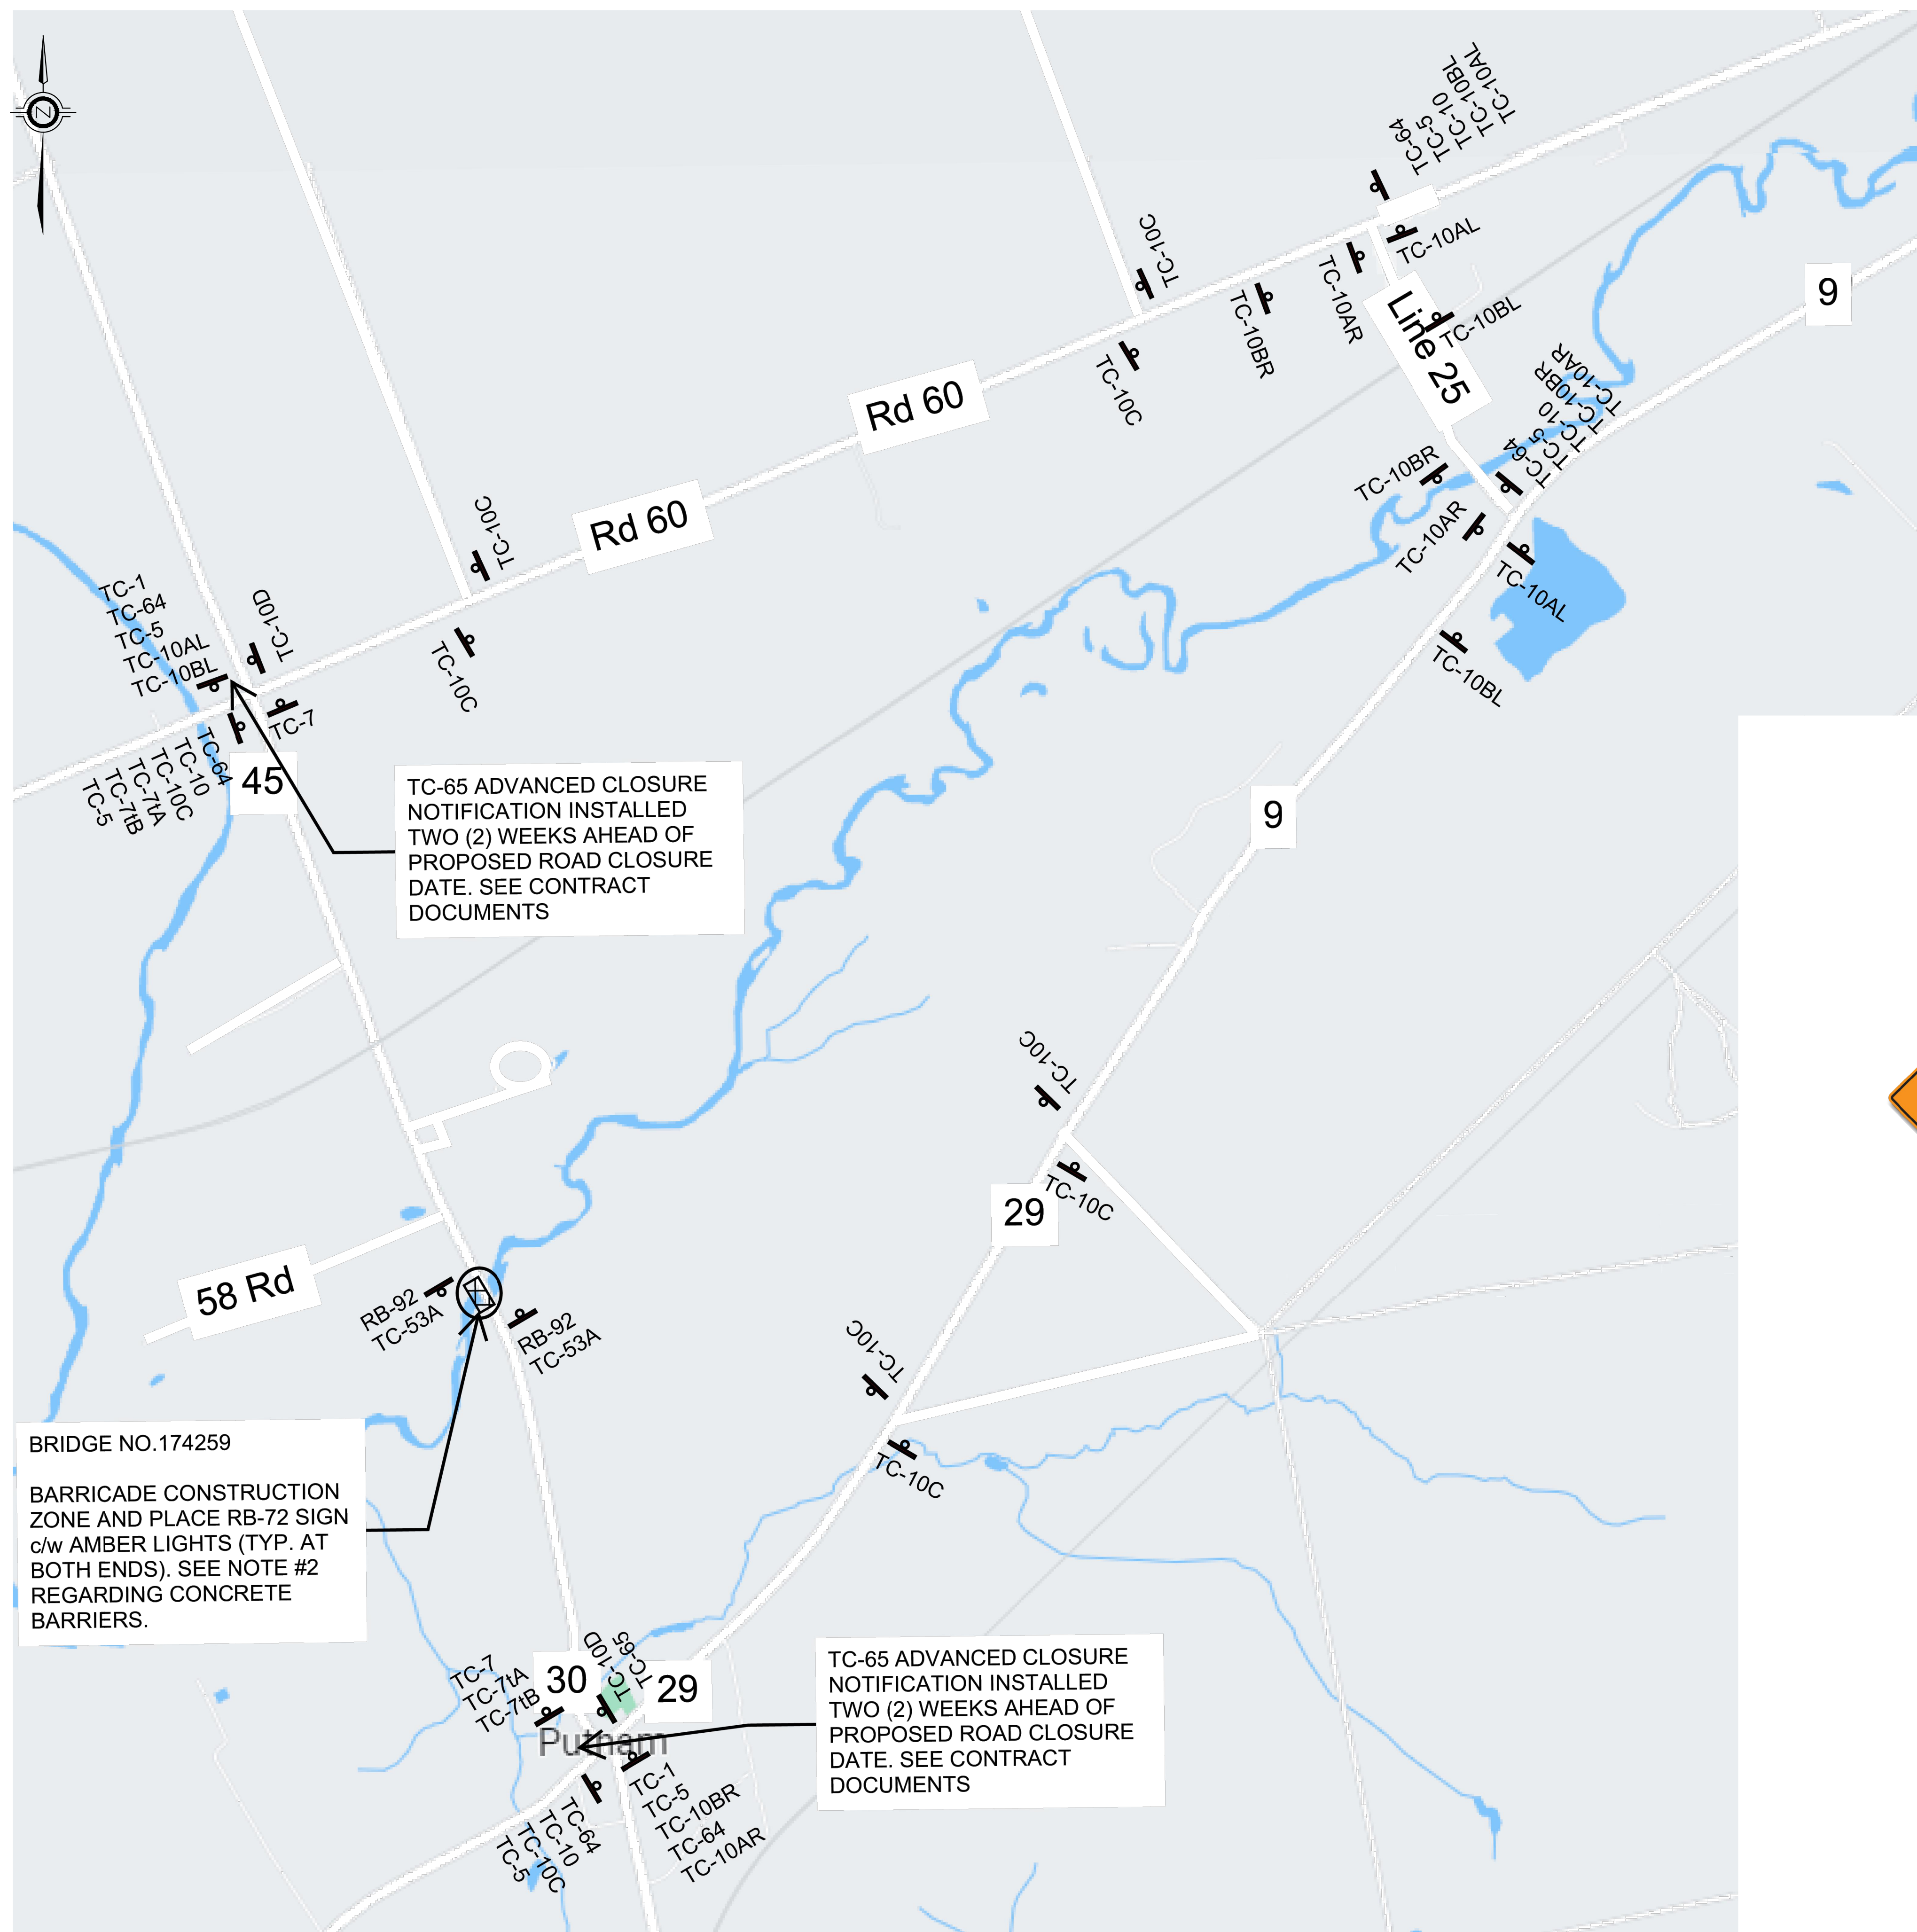 N
TC-64
TC-5
TC-10
TC-10BL
TC-10AL
TC-10AL
TC-10C
TC-10AR
TC-10BR
TC-10C
Line 25
TC-10BL
9
Rd 60
TC-10AR
TC-10BR
TC-10
TC-5
TC-64
TC-10BR
TC-10AR
TC-10AL
TC-10BL
Rd 60
TC-10C
TC-10C
TC-1
TC-64
TC-5
TC-10AL
TC-10BL
TC-10D
TC-7
TC-64
TC-10
TC-10C
TC-7tA
TC-7tB
TC-5
45
TC-65 ADVANCED CLOSURE
NOTIFICATION INSTALLED
TWO (2) WEEKS AHEAD OF
PROPOSED ROAD CLOSURE
DATE. SEE CONTRACT
DOCUMENTS
9
TC-10C
TC-10C
29
58 Rd
RB-92
TC-53A
RB-92
TC-53A
TC-10C
TC-10C
BRIDGE NO.174259
BARRICADE CONSTRUCTION
ZONE AND PLACE RB-72 SIGN
c/w AMBER LIGHTS (TYP. AT
BOTH ENDS). SEE NOTE #2
REGARDING CONCRETE
BARRIERS.
TC-7
TC-7tA
TC-7tB
30
TC-10D
TC-65
29
Putnam
TC-65 ADVANCED CLOSURE
NOTIFICATION INSTALLED
TWO (2) WEEKS AHEAD OF
PROPOSED ROAD CLOSURE
DATE. SEE CONTRACT
DOCUMENTS
TC-1
TC-5
TC-10BR
TC-64
TC-10AR
TC-64
TC-10
TC-10C
TC-5